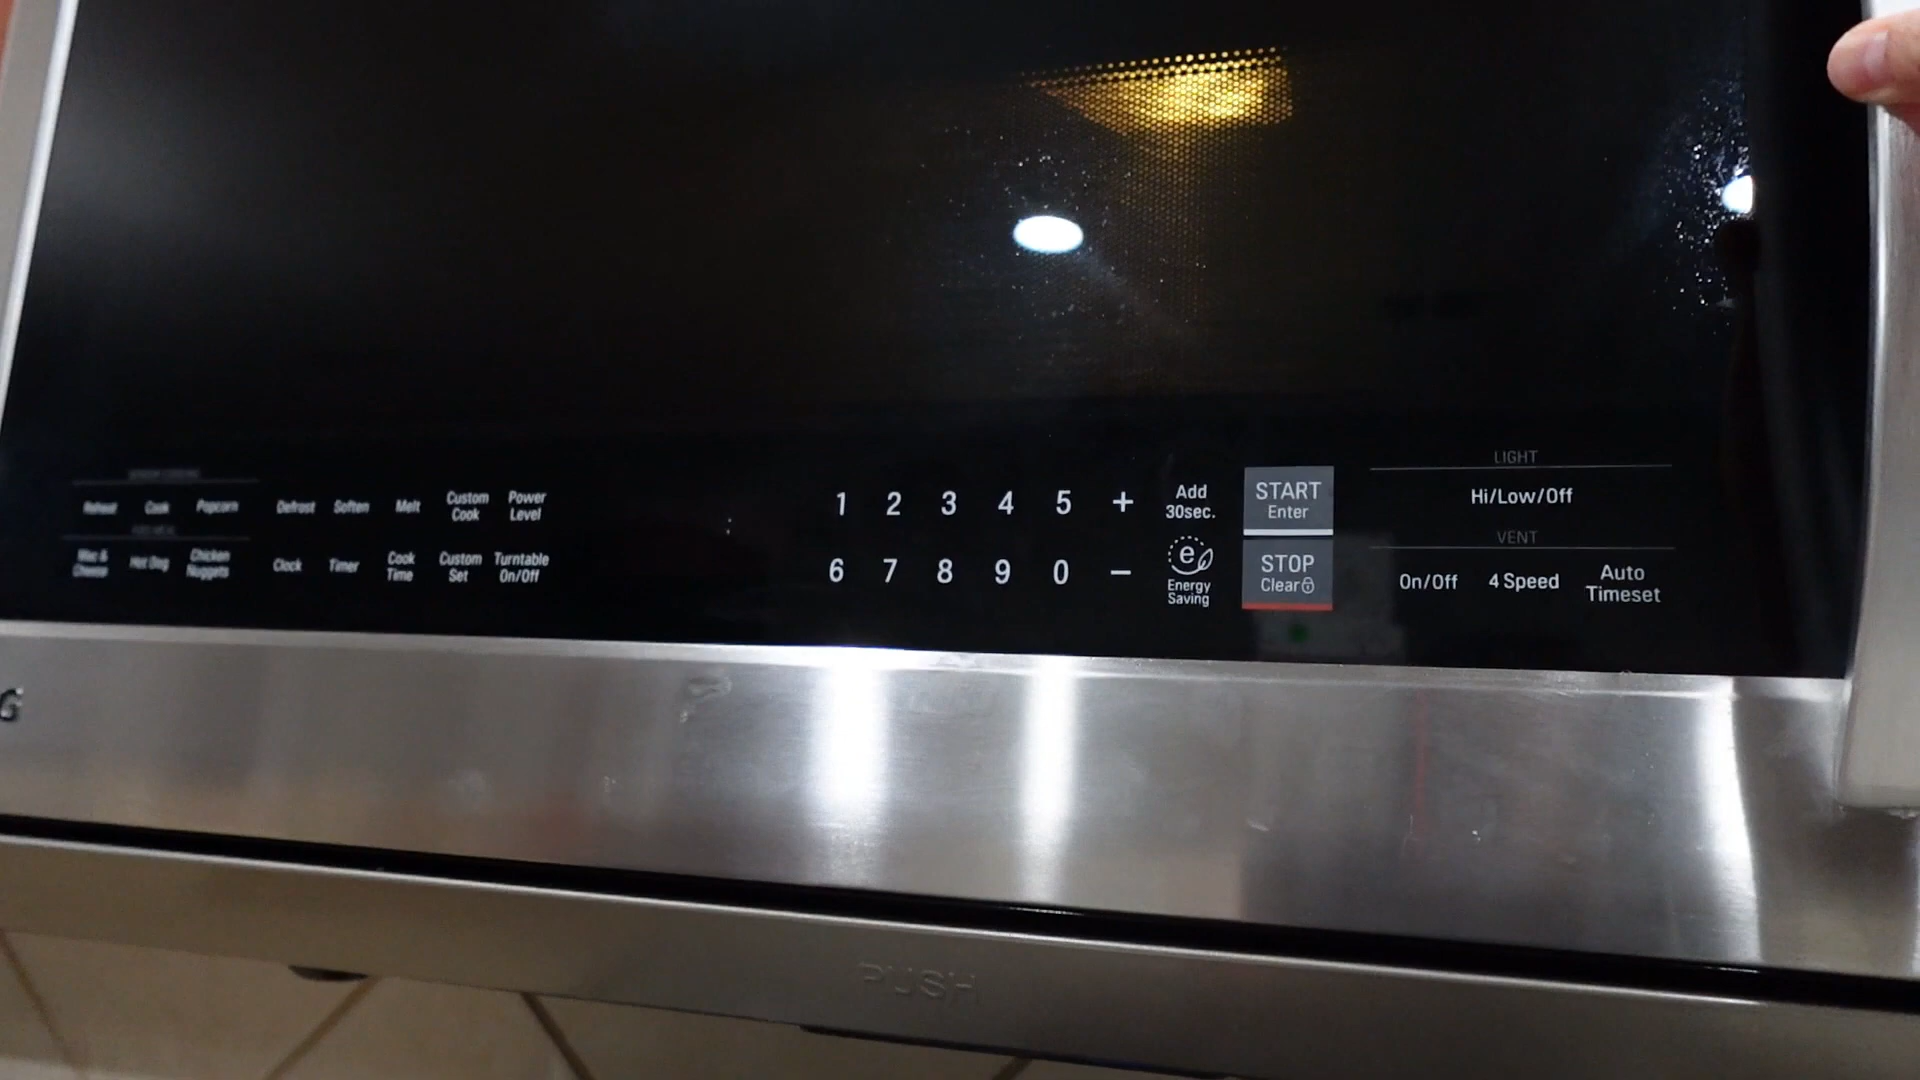 Reheat Cook Popcorn
Mac & Cheese Hot Dog Chicken Nuggets
Defrost Soften Melt Custom Cook Power Level
Clock Timer Cook Time Custom Set Turntable On/Off
1 2 3 4 5 +
6 7 8 9 0 −
Add
30sec.
e
Energy
Saving
START
Enter
STOP
Clear
LIGHT
Hi/Low/Off
VENT
On/Off 4 Speed Auto Timeset
G
PUSH